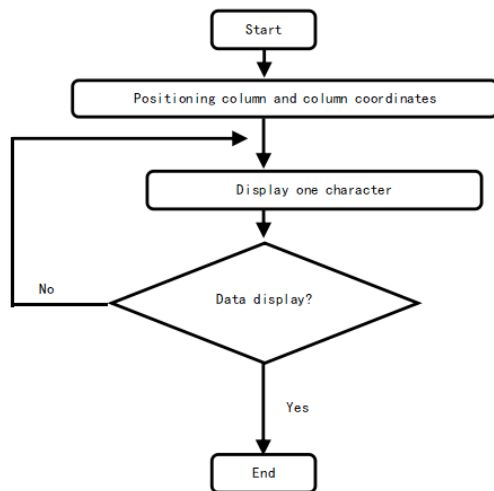 Start
Positioning column and column coordinates
Display one character
Data display?
No
Yes
End